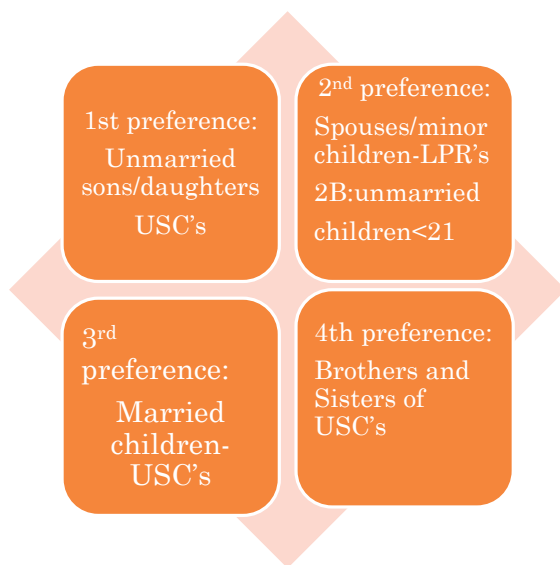 1st preference:
Unmarried
sons/daughters
USC's
2nd preference:
Spouses/minor
children-LPR's
2B:unmarried
children<21
3rd
preference:
Married
children-
USC's
4th preference:
Brothers and
Sisters of
USC's